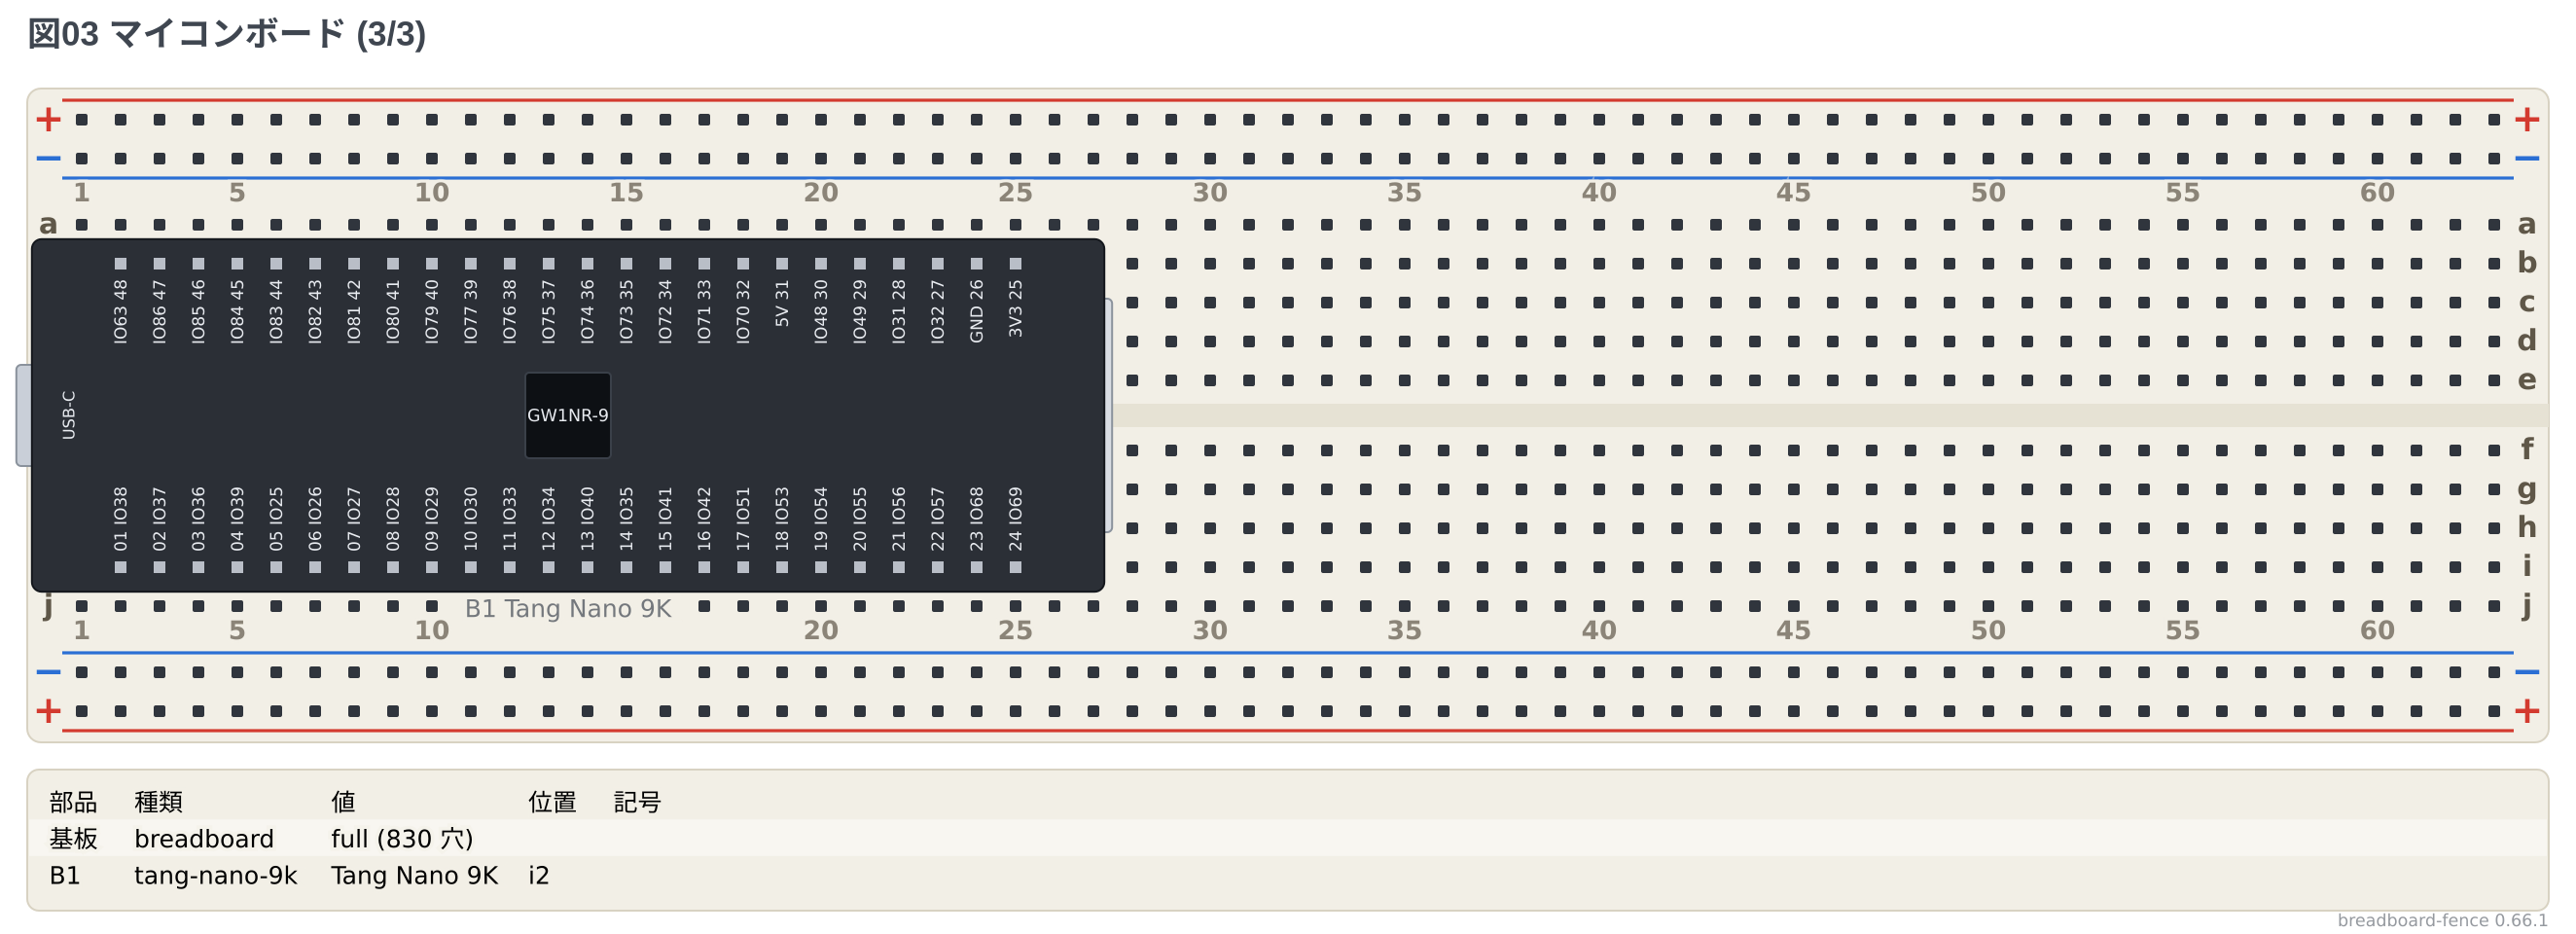 図03 マイコンボード (3/3)
+ +
− −
1 5 10 15 20 25 30 35 40 45 50 55 60
a a
IO63 48 IO86 47 IO85 46 IO84 45 IO83 44 IO82 43 IO81 42 IO80 41 IO79 40 IO77 39 IO76 38 IO75 37 IO74 36 IO73 35 IO72 34 IO71 33 IO70 32 5V 31 IO48 30 IO49 29 IO31 28 IO32 27 GND 26 3V3 25
b
c
d
e
USB-C
GW1NR-9
f
g
h
i
01 IO38 02 IO37 03 IO36 04 IO39 05 IO25 06 IO26 07 IO27 08 IO28 09 IO29 10 IO30 11 IO33 12 IO34 13 IO40 14 IO35 15 IO41 16 IO42 17 IO51 18 IO53 19 IO54 20 IO55 21 IO56 22 IO57 23 IO68 24 IO69
j B1 Tang Nano 9K j
1 5 10 15 20 25 30 35 40 45 50 55 60
− −
+ +
部品 種類 値 位置 記号
基板 breadboard full (830 穴)
B1 tang-nano-9k Tang Nano 9K i2
breadboard-fence 0.66.1